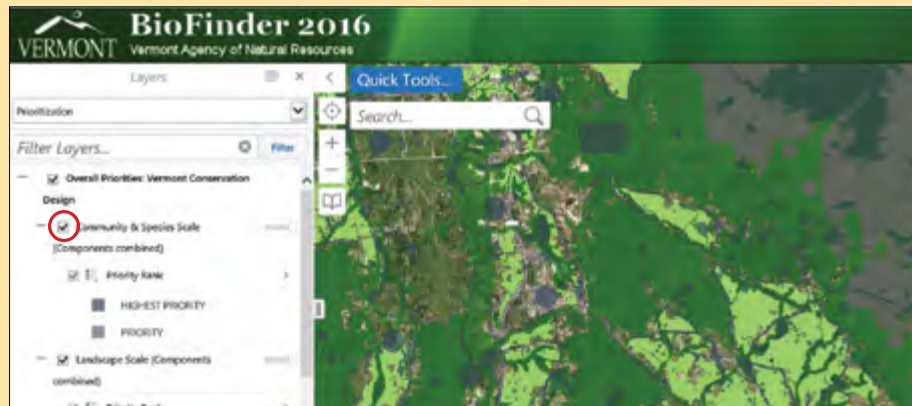 BioFinder 2016
VERMONT Vermont Agency of Natural Resources
Layers
Quick Tools...
Prioritization
Search...
Filter Layers...
Filter
Overall Priorities: Vermont Conservation
Design
Community & Species Scale
(Components combined)
Priority Rank
HIGHEST PRIORITY
PRIORITY
Landscape Scale (Components
combined)